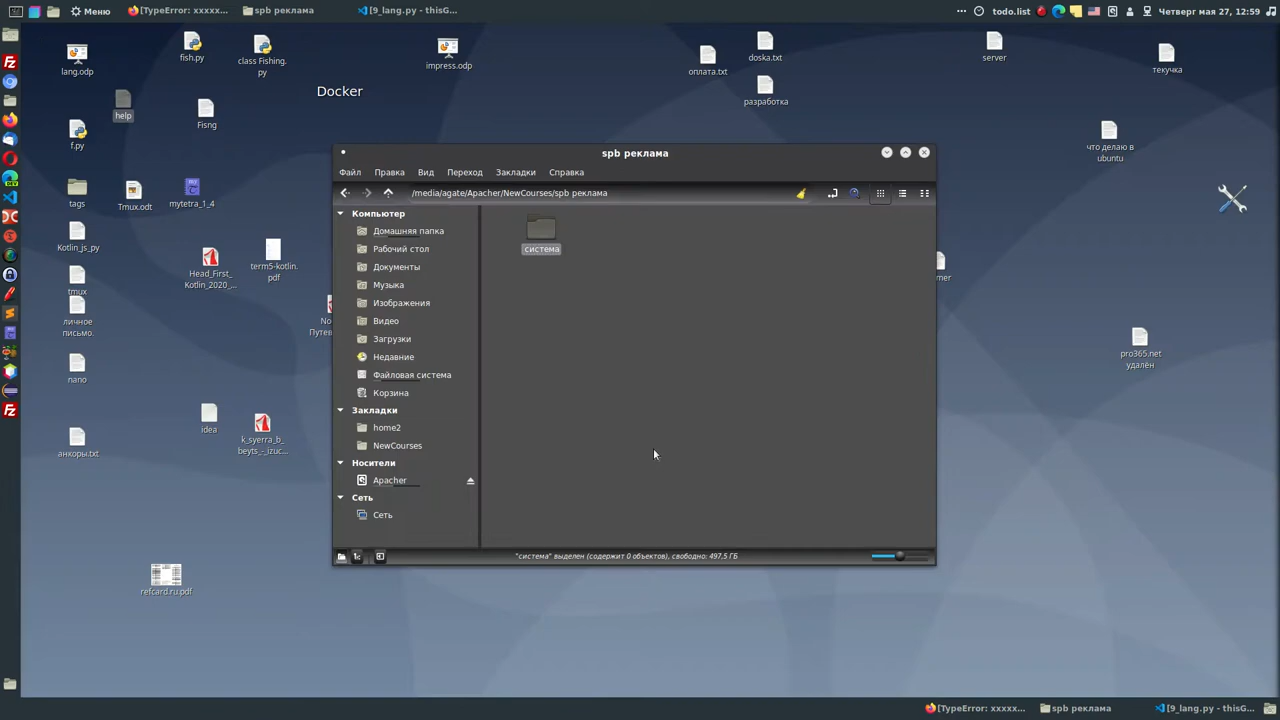 Меню
[TypeError: xxxxx...
spb реклама
[9_lang.py - thisG...
todo.list
Четверг мая 27, 12:59
lang.odp
fish.py
class Fishing.
py
impress.odp
оплата.txt
doska.txt
server
текучка
Docker
help
Fisng
разработка
f.py
что делаю в
ubuntu
tags
Tmux.odt
mytetra_1_4
Kotlin_js_py
Head_First_
Kotlin_2020_...
term5-kotlin.
pdf
tmux
личное
письмо.
nano
idea
k_syerra_b_
beyts_-_izuc...
анкоры.txt
refcard.ru.pdf
pro365.net
удалён
spb реклама
Файл
Правка
Вид
Переход
Закладки
Справка
/media/agate/Apacher/NewCourses/spb реклама
Компьютер
Домашняя папка
Рабочий стол
Документы
Музыка
Изображения
Видео
Загрузки
Недавние
Файловая система
Корзина
Закладки
home2
NewCourses
Носители
Apacher
Сеть
Сеть
система
"система" выделен (содержит 0 объектов), свободно: 497,5 ГБ
[TypeError: xxxxx...
spb реклама
[9_lang.py - thisG...